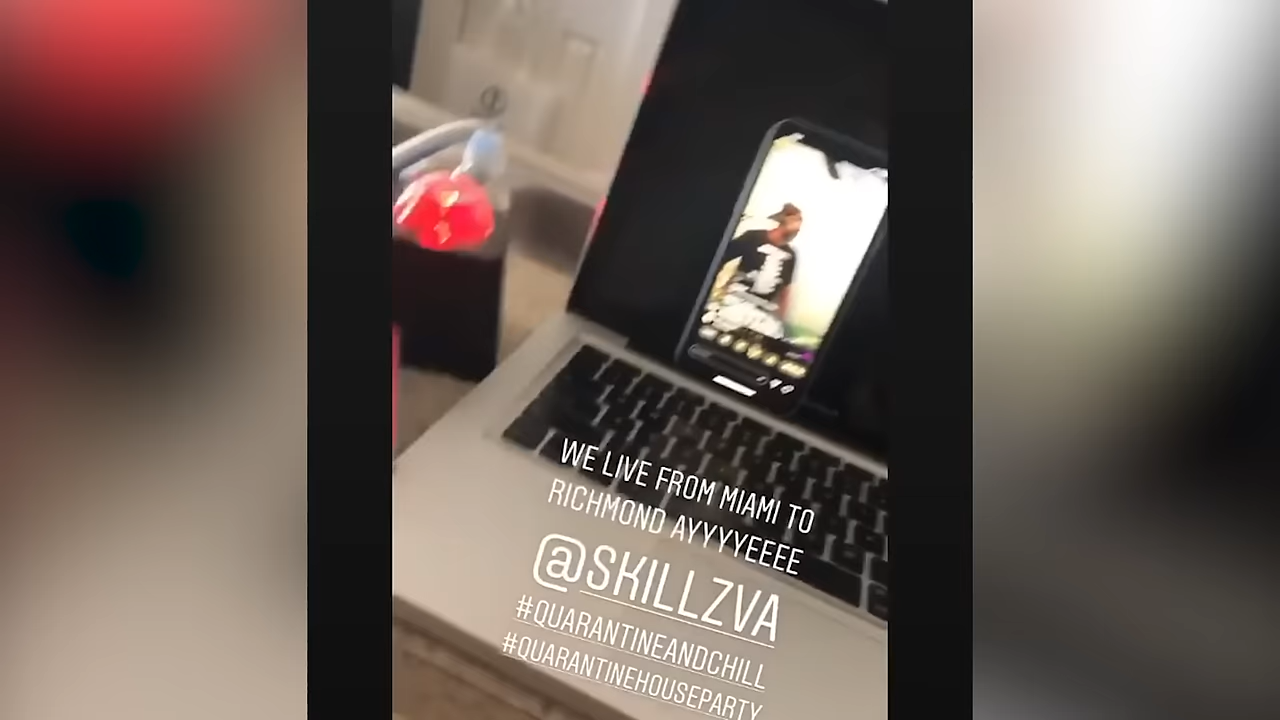 WE LIVE FROM MIAMI TO
RICHMOND AYYYYEEEE
@SKILLZVA
#QUARANTINEANDCHILL
#QUARANTINEHOUSEPARTY